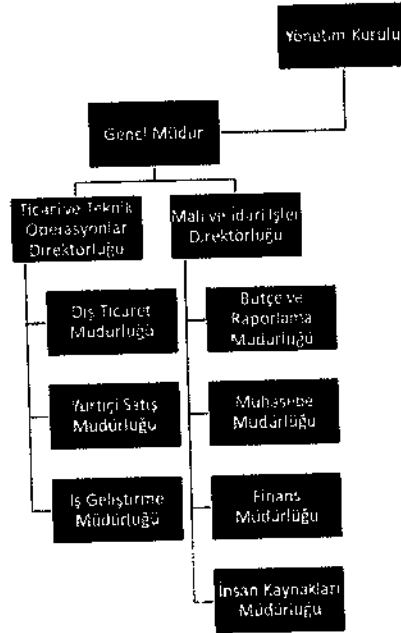 Yönetim Kurulu
Genel Müdür
Ticari ve Teknik
Operasyonlar
Direktörlüğü
Mali ve İdari İşler
Direktörlüğü
Dış Ticaret
Müdürlüğü
Yurtiçi Satış
Müdürlüğü
İş Geliştirme
Müdürlüğü
Bütçe ve
Raporlama
Müdürlüğü
Muhasebe
Müdürlüğü
Finans
Müdürlüğü
İnsan Kaynakları
Müdürlüğü